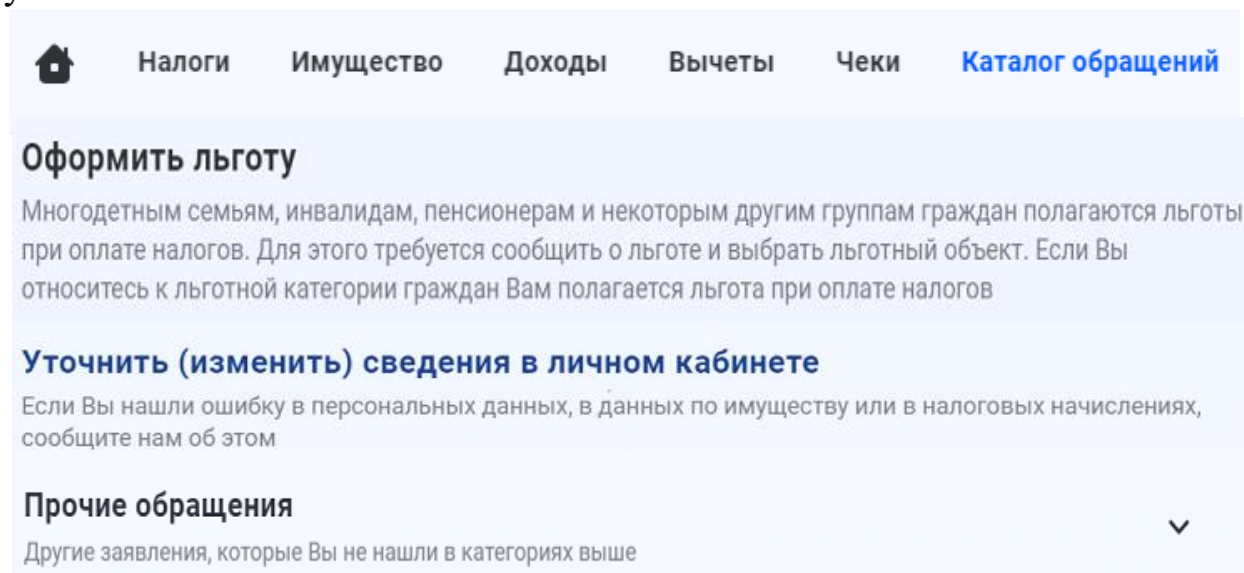 Налоги Имущество Доходы Вычеты Чеки Каталог обращений
Оформить льготу
Многодетным семьям, инвалидам, пенсионерам и некоторым другим группам граждан полагаются льготы
при оплате налогов. Для этого требуется сообщить о льготе и выбрать льготный объект. Если Вы
относитесь к льготной категории граждан Вам полагается льгота при оплате налогов
Уточнить (изменить) сведения в личном кабинете
Если Вы нашли ошибку в персональных данных, в данных по имуществу или в налоговых начислениях,
сообщите нам об этом
Прочие обращения
Другие заявления, которые Вы не нашли в категориях выше